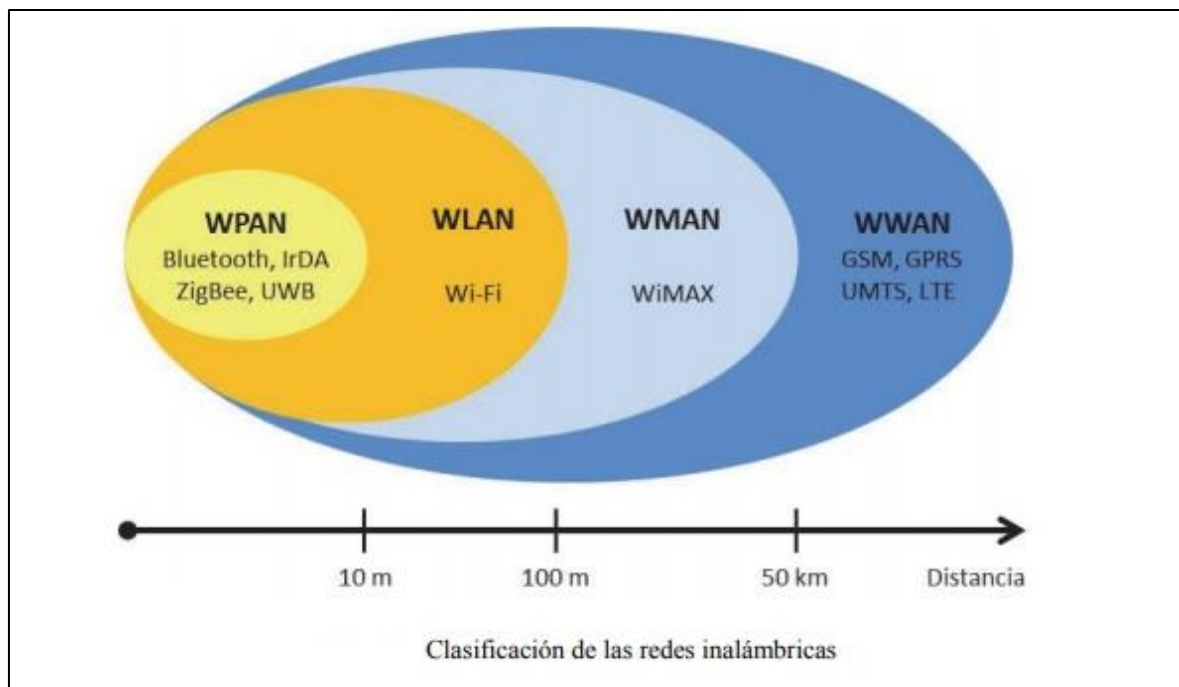 WPAN
Bluetooth, IrDA
ZigBee, UWB
WLAN
Wi-Fi
WMAN
WiMAX
WWAN
GSM, GPRS
UMTS, LTE
10 m
100 m
50 km
Distancia
Clasificación de las redes inalámbricas